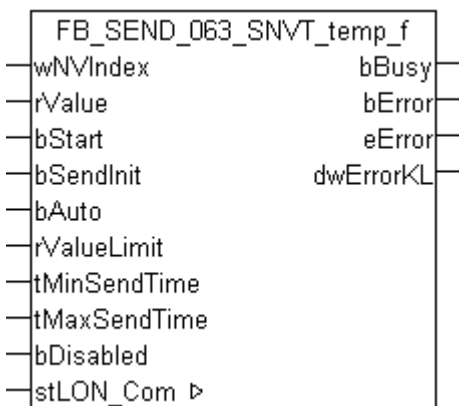 FB_SEND_063_SNVT_temp_f
wNVIndex bBusy
rValue bError
bStart eError
bSendInit dwErrorKL
bAuto
rValueLimit
tMinSendTime
tMaxSendTime
bDisabled
stLON_Com ▷